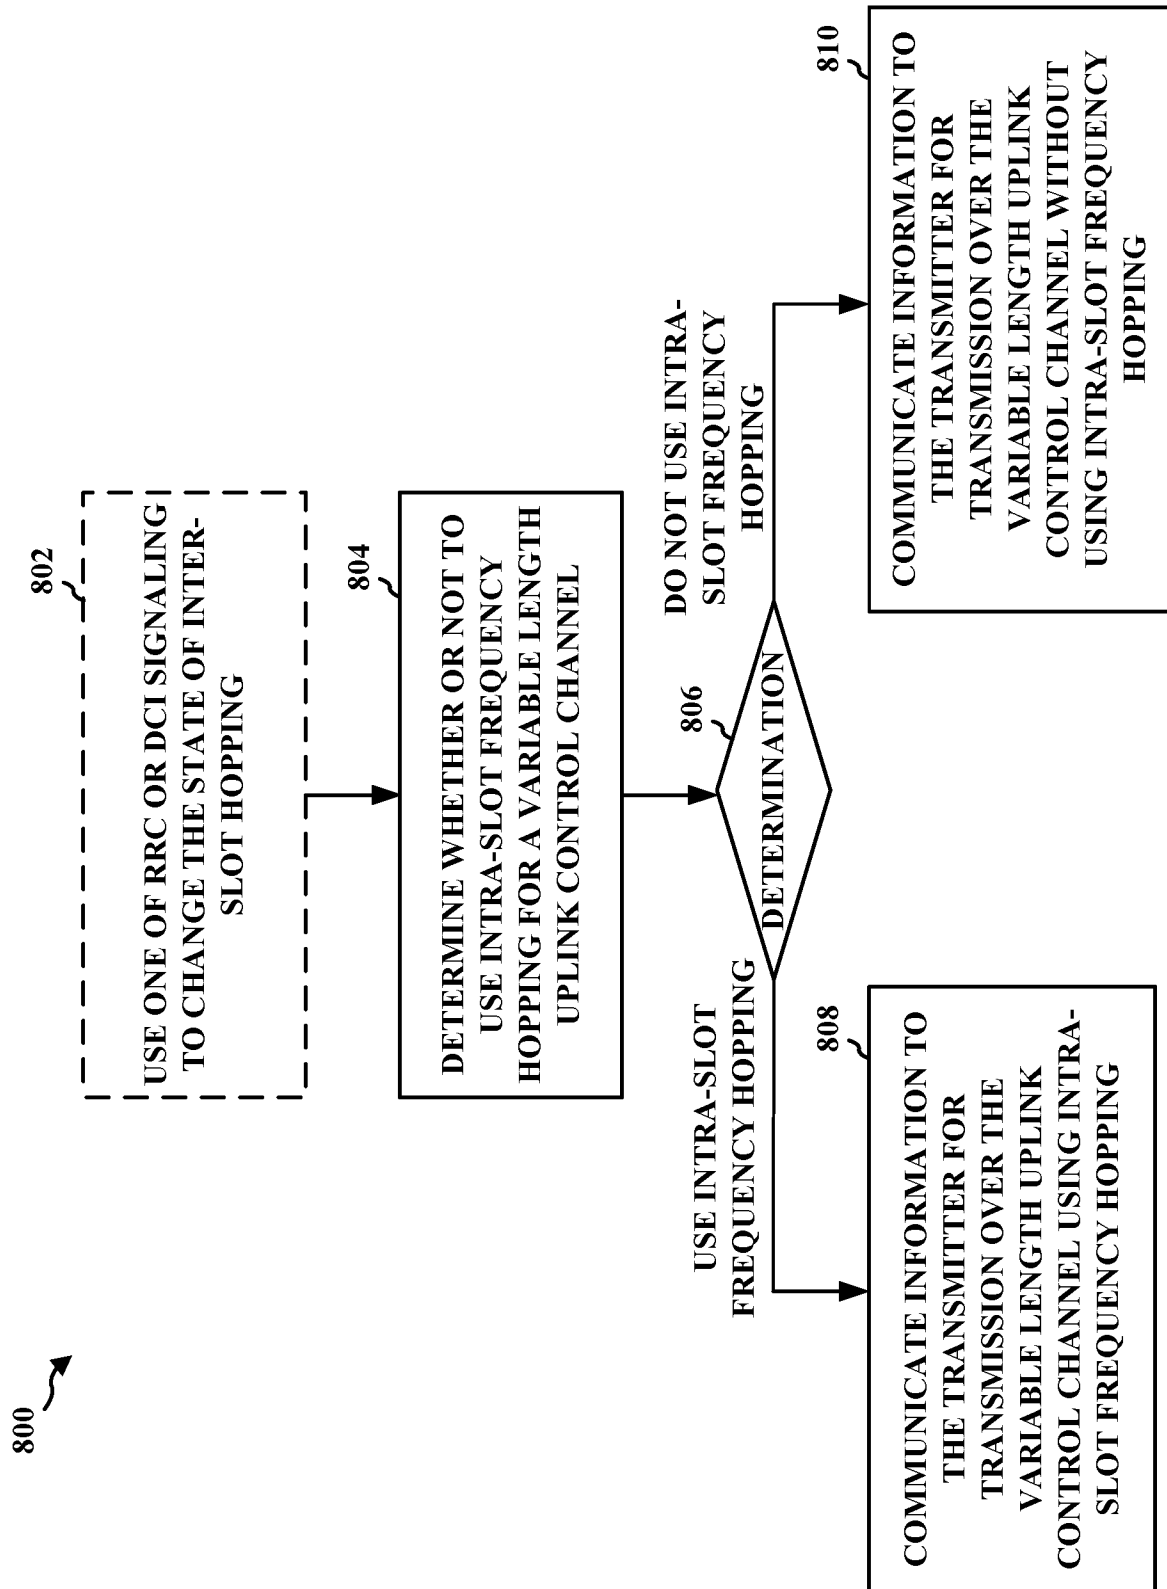 800
802
USE ONE OF RRC OR DCI SIGNALING
TO CHANGE THE STATE OF INTER-
SLOT HOPPING
804
DETERMINE WHETHER OR NOT TO
USE INTRA-SLOT FREQUENCY
HOPPING FOR A VARIABLE LENGTH
UPLINK CONTROL CHANNEL
806
DETERMINATION
USE INTRA-SLOT
FREQUENCY HOPPING
DO NOT USE INTRA-
SLOT FREQUENCY
HOPPING
808
COMMUNICATE INFORMATION TO
THE TRANSMITTER FOR
TRANSMISSION OVER THE
VARIABLE LENGTH UPLINK
CONTROL CHANNEL USING INTRA-
SLOT FREQUENCY HOPPING
810
COMMUNICATE INFORMATION TO
THE TRANSMITTER FOR
TRANSMISSION OVER THE
VARIABLE LENGTH UPLINK
CONTROL CHANNEL WITHOUT
USING INTRA-SLOT FREQUENCY
HOPPING